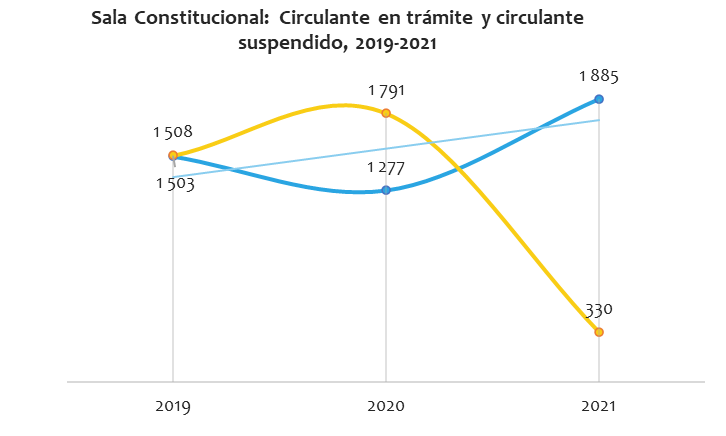 Sala Constitucional: Circulante en trámite y circulante
suspendido, 2019-2021
1 885
1 791
1 508
1 277
1 503
330
2019 2020 2021